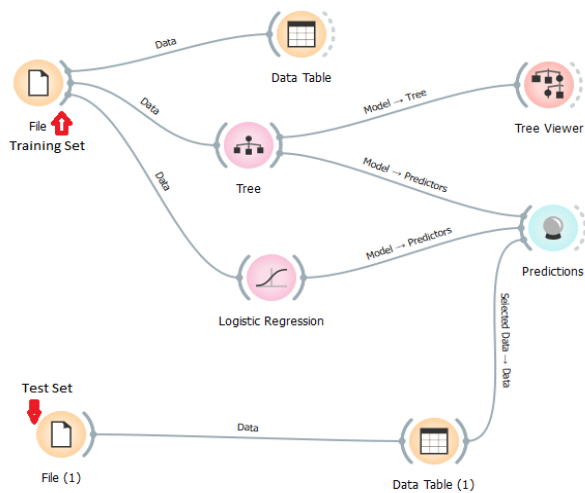 Data
Data Table
Data
Model → Tree
Tree Viewer
File
Training Set
Tree
Model → Predictors
Data
Model → Predictors
Predictions
Logistic Regression
Selected Data → Data
Test Set
Data
File (1)
Data Table (1)